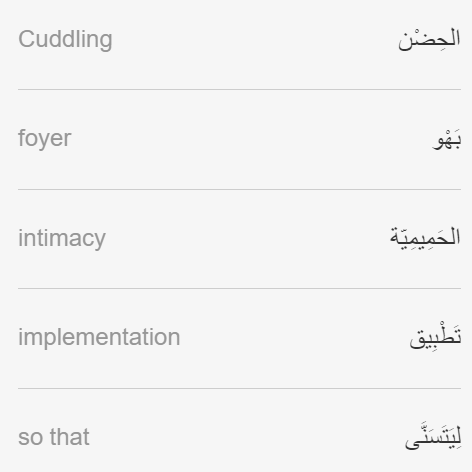 Cuddling الحِضْن
foyer بَهْو
intimacy الحَمِيمِيّة
implementation تَطْبِيق
so that لِيَتَسَنَّى